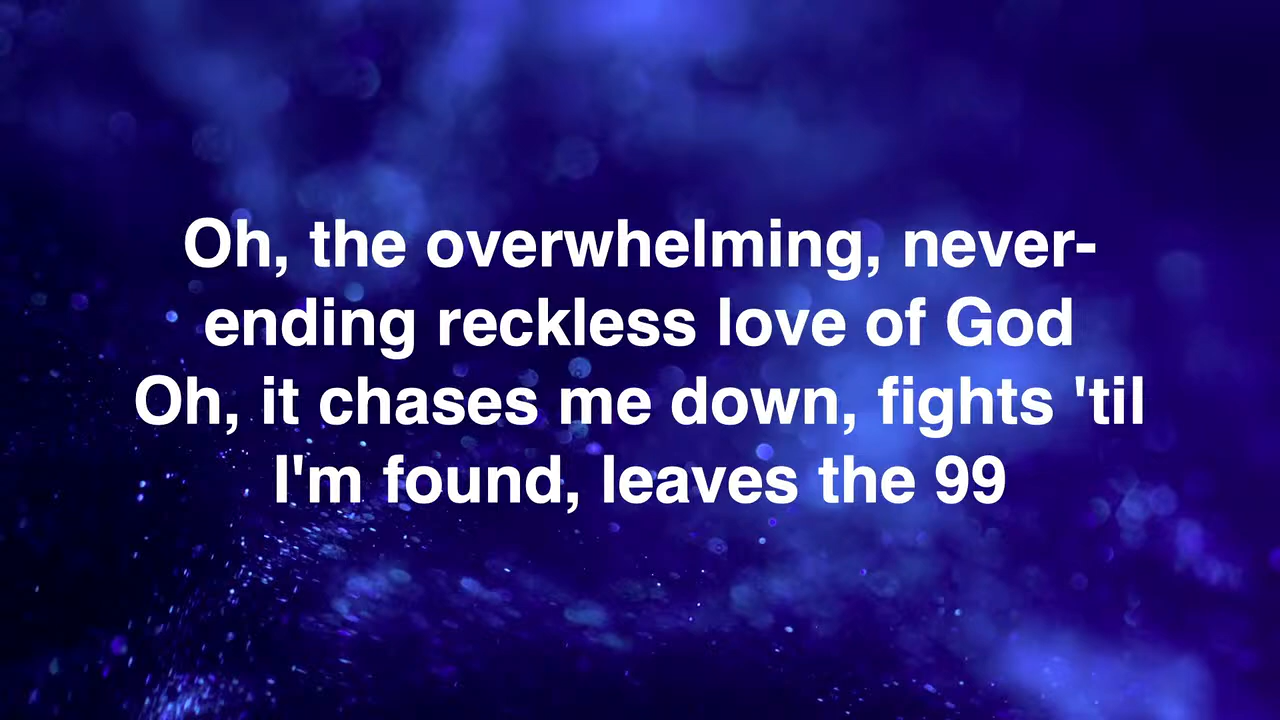 Oh, the overwhelming, never-
ending reckless love of God
Oh, it chases me down, fights 'til
I'm found, leaves the 99